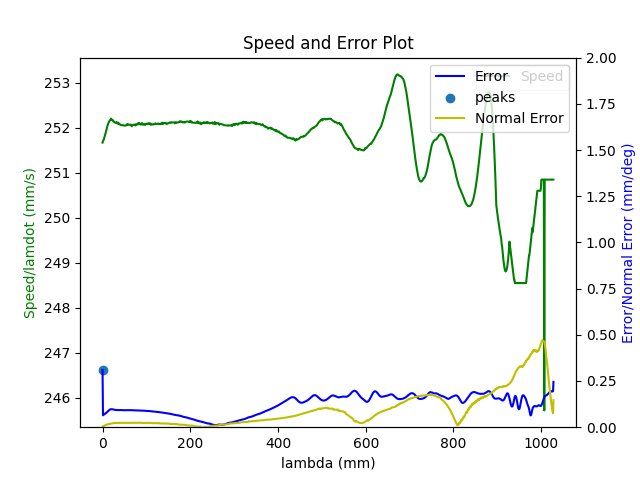 Speed and Error Plot
Error
Speed
peaks
Normal Error
253
252
251
250
249
248
247
246
Speed/lamdot (mm/s)
2.00
1.75
1.50
1.25
1.00
0.75
0.50
0.25
0.00
Error/Normal Error (mm/deg)
0 200 400 600 800 1000
lambda (mm)